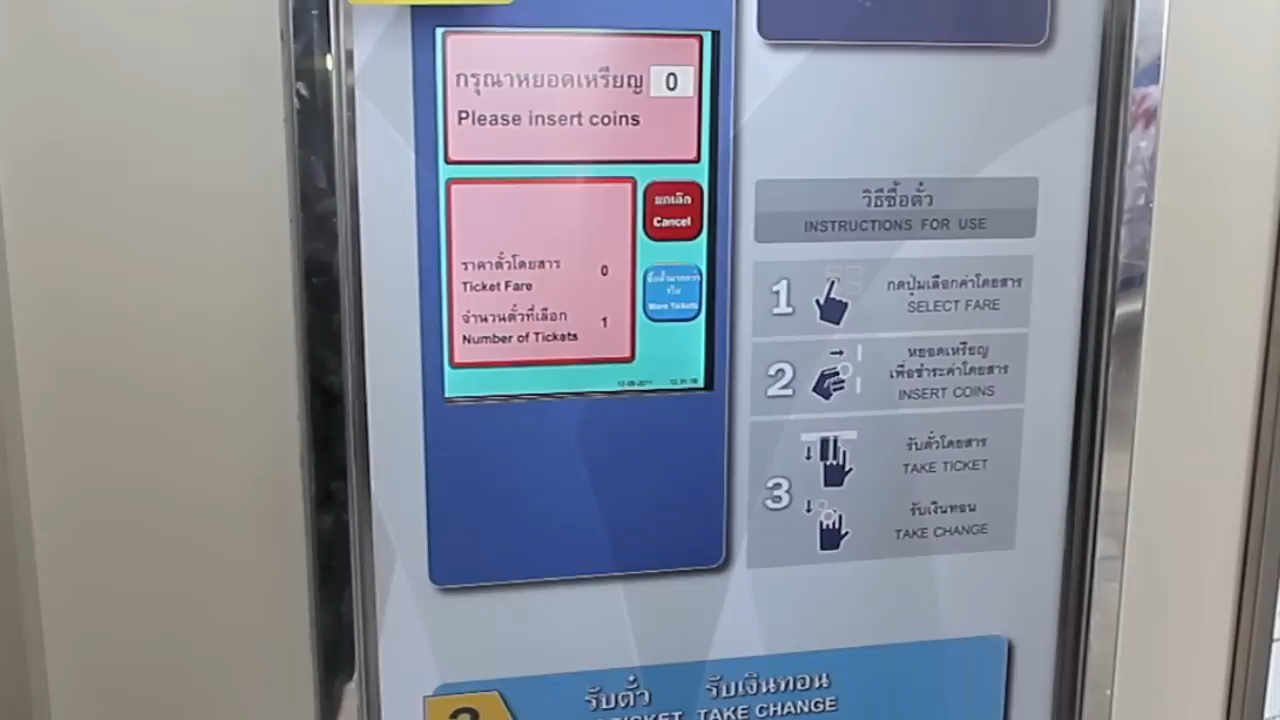 กรุณาหยอดเหรียญ 0
Please insert coins
ยกเลิก
Cancel
ราคาตั๋วโดยสาร 0
Ticket Fare
จำนวนตั๋วที่เลือก 1
Number of Tickets
More Tickets
วิธีซื้อตั๋ว
INSTRUCTIONS FOR USE
1
กดปุ่มเลือกค่าโดยสาร
SELECT FARE
2
หยอดเหรียญ
เพื่อชำระค่าโดยสาร
INSERT COINS
3
รับตั๋วโดยสาร
TAKE TICKET
รับเงินทอน
TAKE CHANGE
รับตั๋ว รับเงินทอน
TICKET TAKE CHANGE